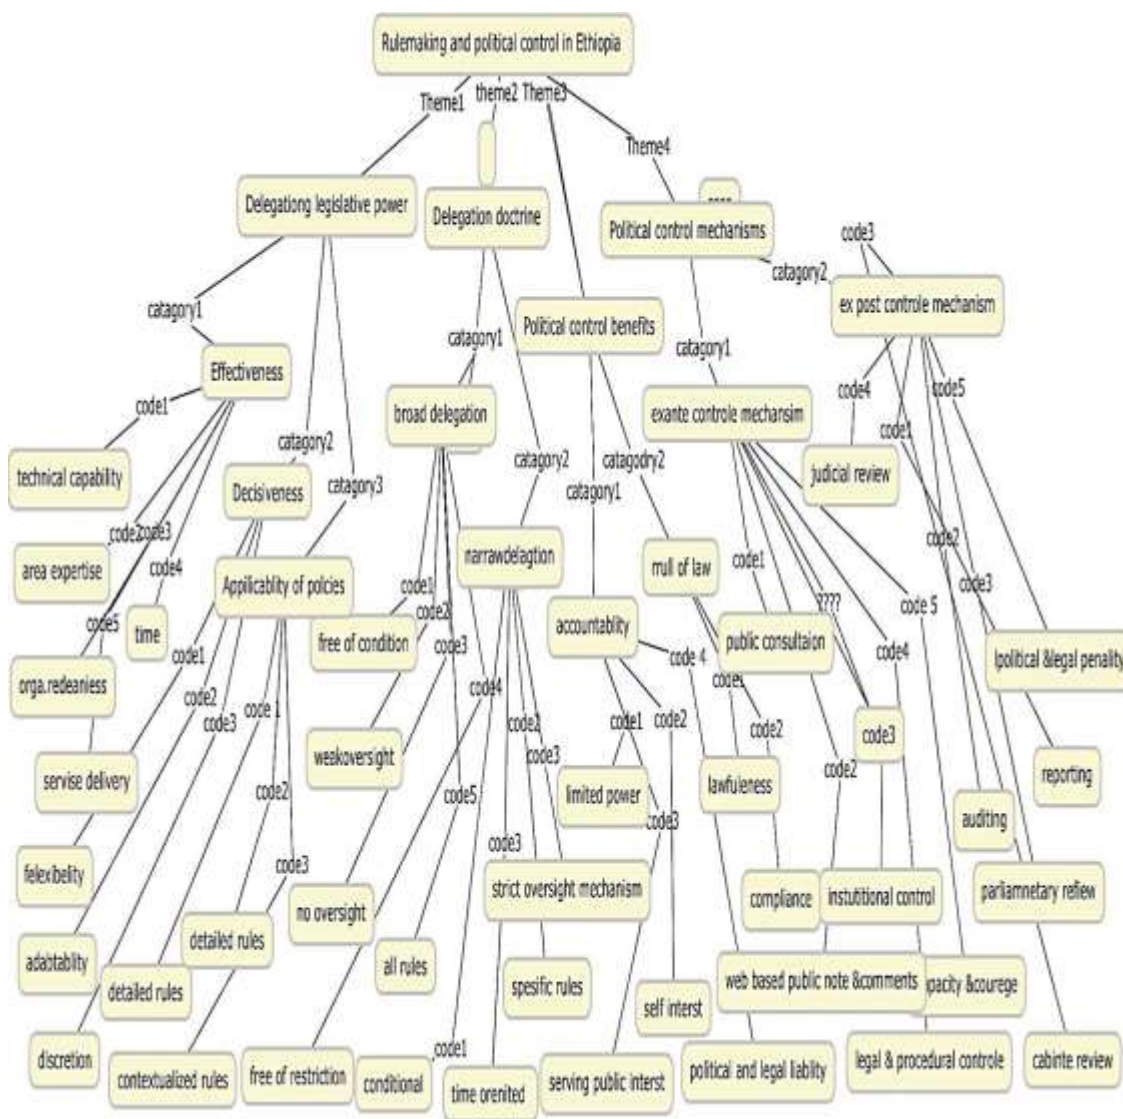 Rulemaking and political control in Ethiopia
Theme1
theme2
Theme3
Theme4
Delegationg legislative power
Delegation doctrine
Political control mechanisms
code3
catagory2
ex post controle mechanism
catagory1
Political control benefits
catagory1
catagory1
Effectiveness
code4
code5
code1
code1
broad delegation
exante controle mechansim
catagory2
catagory2
catagodry2
technical capability
Decisiveness
catagory3
catagory1
judicial review
code2
code3
code2
area expertise
narrawdelagtion
rrull of law
code1
code3
code4
Appilicablity of polcies
code1
????
code 5
time
free of condition
code2
accountablity
public consultaion
code5
code3
code 4
code4
lpolitical &legal penality
orga.redeaniess
code1
code 1
code4
code2
code3
code2
code1
code2
code2
code3
weakoversight
code3
code2
reporting
servise delivery
code2
code5
limited power
lawfuleness
auditing
code3
code3
code3
felexibelity
strict oversight mechanism
compliance
instutitional control
parliamnetary reflew
no oversight
detailed rules
adabtablity
all rules
detailed rules
spesific rules
web based public note &comments
pacity &courege
self interst
code1
discretion
contextualized rules
free of restriction
conditional
time orenited
serving public interst
political and legal liablity
legal & procedural controle
cabinte review